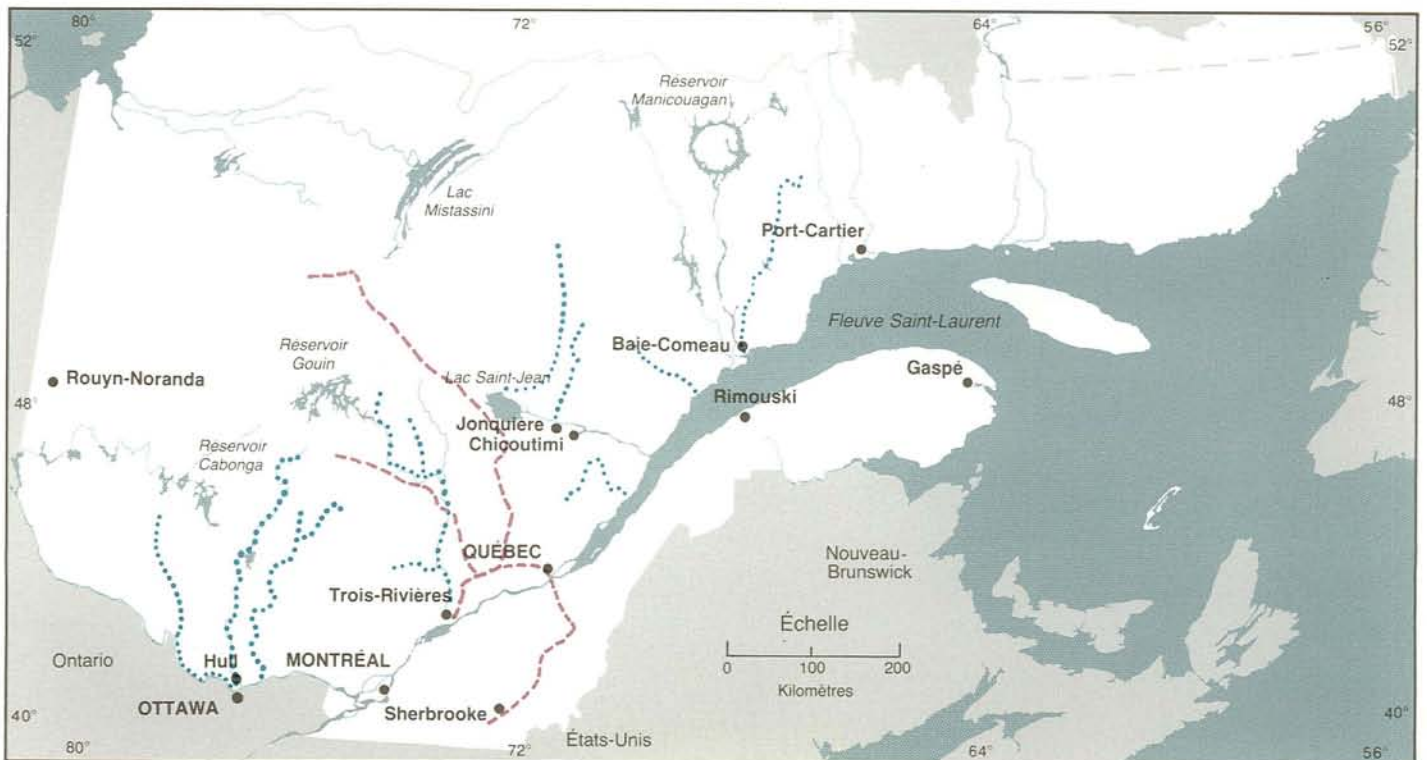 80°
72°
64°
56°
52°
52°
Réservoir
Manicouagan
Lac
Mistassini
Port-Cartier
Fleuve Saint-Laurent
Baie-Comeau
Réservoir
Gouin
Lac Saint-Jean
Gaspé
Rouyn-Noranda
Rimouski
48°
48°
Jonquière
Chicoutimi
Réservoir
Cabonga
QUÉBEC
Nouveau-
Brunswick
Trois-Rivières
Échelle
0 100 200
Kilomètres
Ontario
Hull
MONTRÉAL
OTTAWA
Sherbrooke
États-Unis
40°
40°
80°
72°
64°
56°